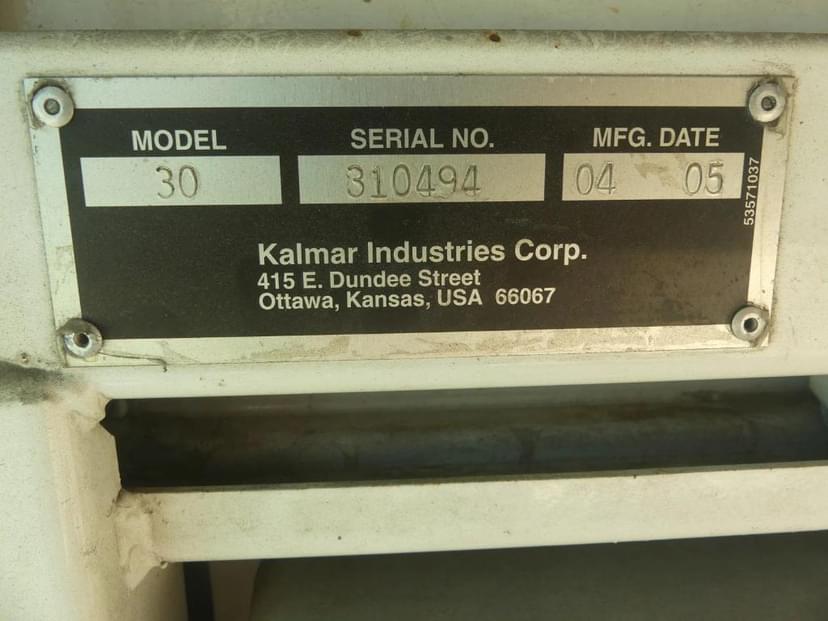 MODEL SERIAL NO. MFG. DATE
30 310494 04 05
53571037
Kalmar Industries Corp.
415 E. Dundee Street
Ottawa, Kansas, USA 66067